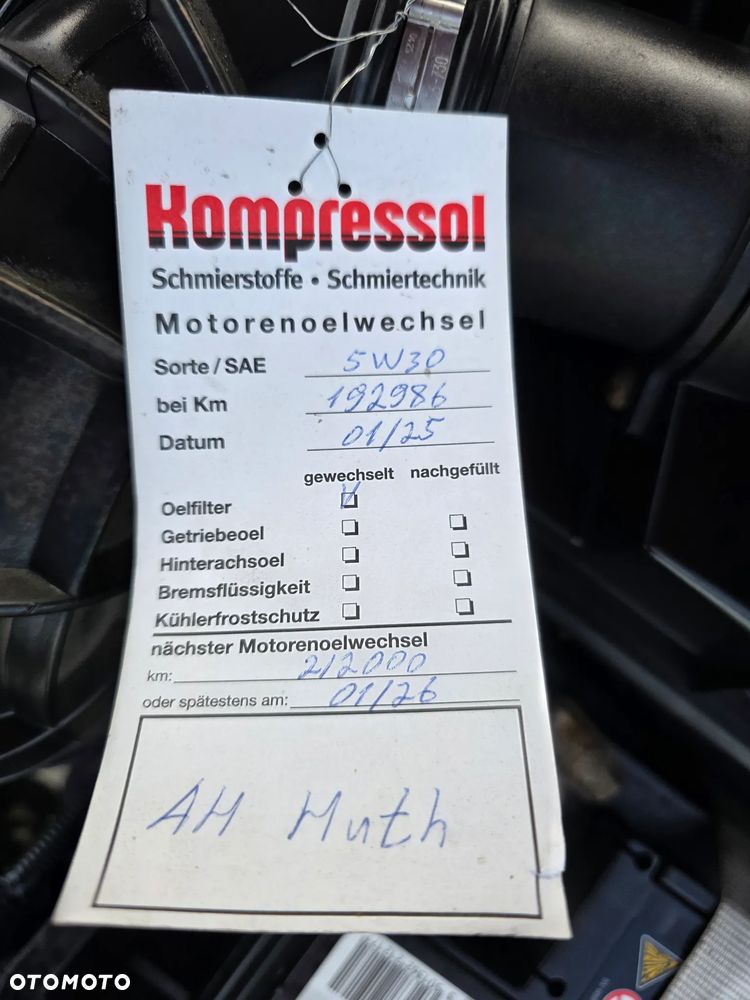 Kompressol
Schmierstoffe • Schmiertechnik
Motorenoelwechsel
Sorte / SAE 5W30
bei Km 192986
Datum 01/25
gewechselt nachgefüllt
Oelfilter
Getriebeoel
Hinterachsoel
Bremsflüssigkeit
Kühlerfrostschutz
nächster Motorenoelwechsel
km: 212000
oder spätestens am: 01/26
AH Muth
OTOMOTO